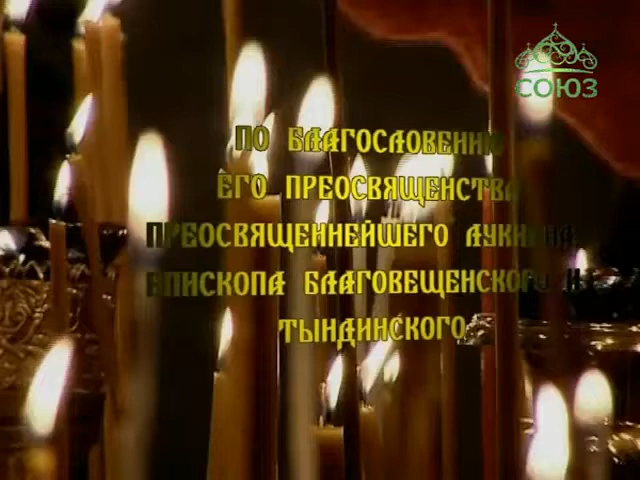 СОЮЗ
ПО БЛАГОСЛОВЕНИЮ
ЕГО ПРЕОСВЯЩЕНСТВА
ПРЕОСВЯЩЕННЕЙШЕГО ЛУКИАНА,
ЕПИСКОПА БЛАГОВЕЩЕНСКОГО И
ТЫНДИНСКОГО